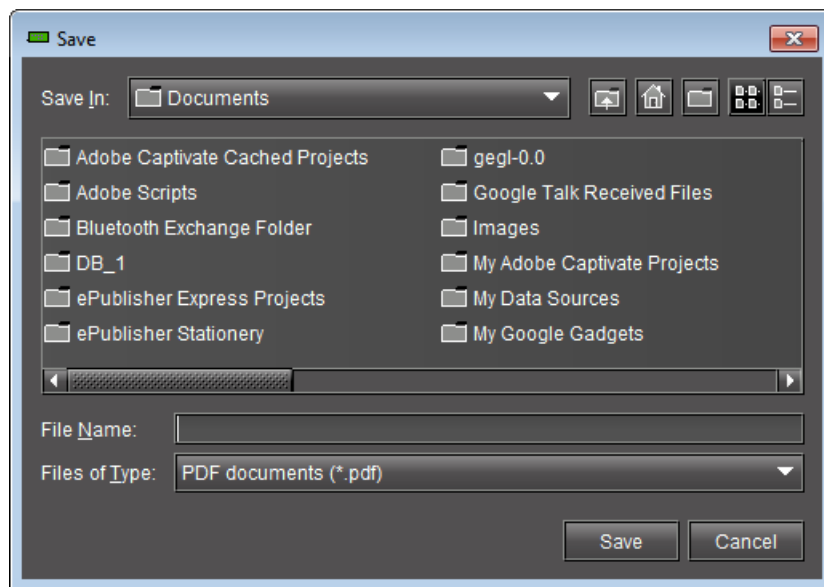 Save
Save In: Documents
Adobe Captivate Cached Projects
Adobe Scripts
Bluetooth Exchange Folder
DB_1
ePublisher Express Projects
ePublisher Stationery
gegl-0.0
Google Talk Received Files
Images
My Adobe Captivate Projects
My Data Sources
My Google Gadgets
File Name:
Files of Type: PDF documents (*.pdf)
Save Cancel